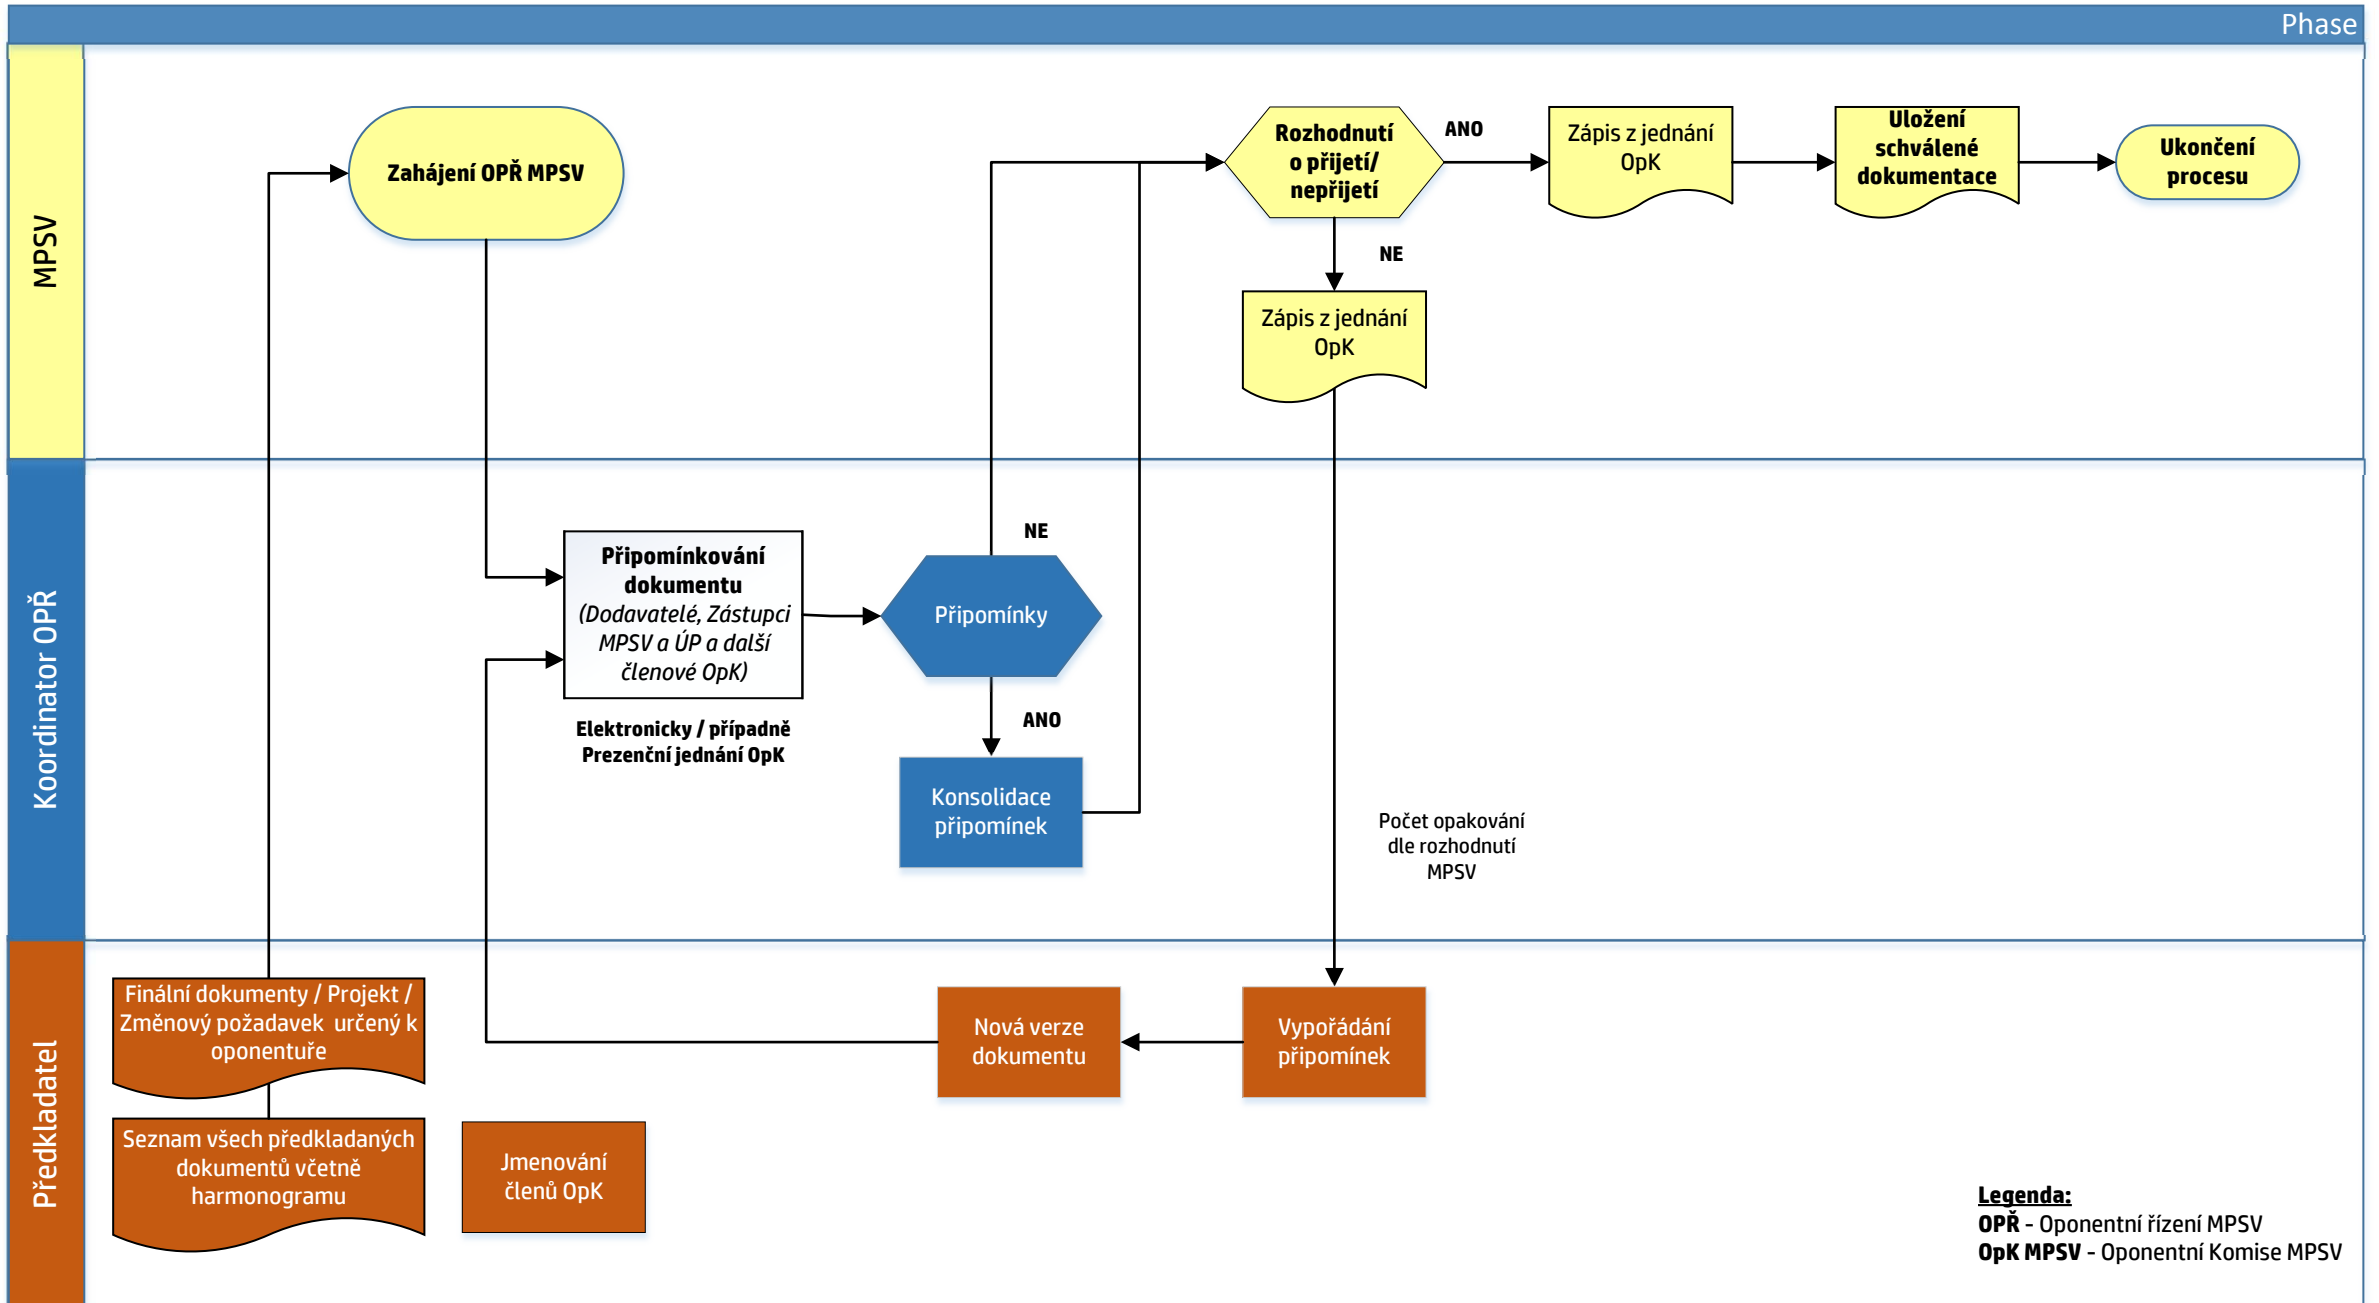 Phase
MPSV
Zahájení OPŘ MPSV
Rozhodnutí
o přijetí/
nepřijetí
ANO
Zápis z jednání
OpK
Uložení
schválené
dokumentace
Ukončení
procesu
NE
Zápis z jednání
OpK
Koordinator OPŘ
Připomínkování
dokumentu
(Dodavatelé, Zástupci
MPSV a ÚP a další
členové OpK)
Elektronicky / případně
Prezenční jednání OpK
NE
Připomínky
ANO
Konsolidace
připomínek
Počet opakování
dle rozhodnutí
MPSV
Předkladatel
Finální dokumenty / Projekt /
Změnový požadavek  určený k
oponentuře
Seznam všech předkladaných
dokumentů včetně
harmonogramu
Jmenování
členů OpK
Nová verze
dokumentu
Vypořádání
připomínek
Legenda:
OPŘ - Oponentní řízení MPSV
OpK MPSV - Oponentní Komise MPSV